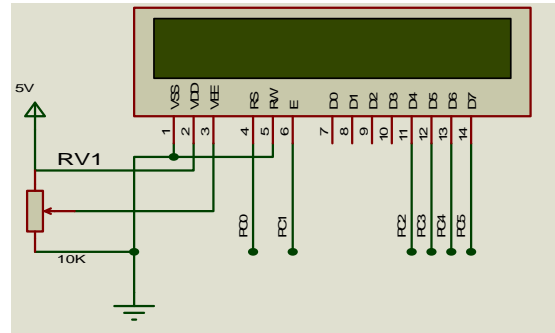 5V
VSS
VDD
VEE
RS
RW
E
D0
D1
D2
D3
D4
D5
D6
D7
1
2
3
4
5
6
7
8
9
10
11
12
13
14
RV1
10K
PC0
PC1
PC2
PC3
PC4
PC5